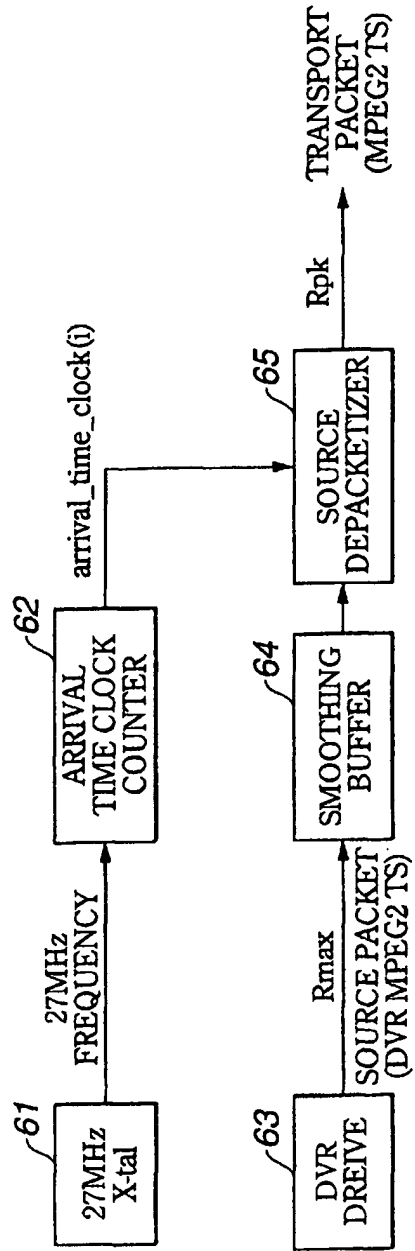 61
27MHz
X-tal
27MHz
FREQUENCY
62
ARRIVAL
TIME CLOCK
COUNTER
arrival_time_clock(i)
63
DVR
DREIVE
Rmax
SOURCE PACKET
(DVR MPEG2 TS)
64
SMOOTHING
BUFFER
65
SOURCE
DEPACKETIZER
Rpk
TRANSPORT
PACKET
(MPEG2 TS)